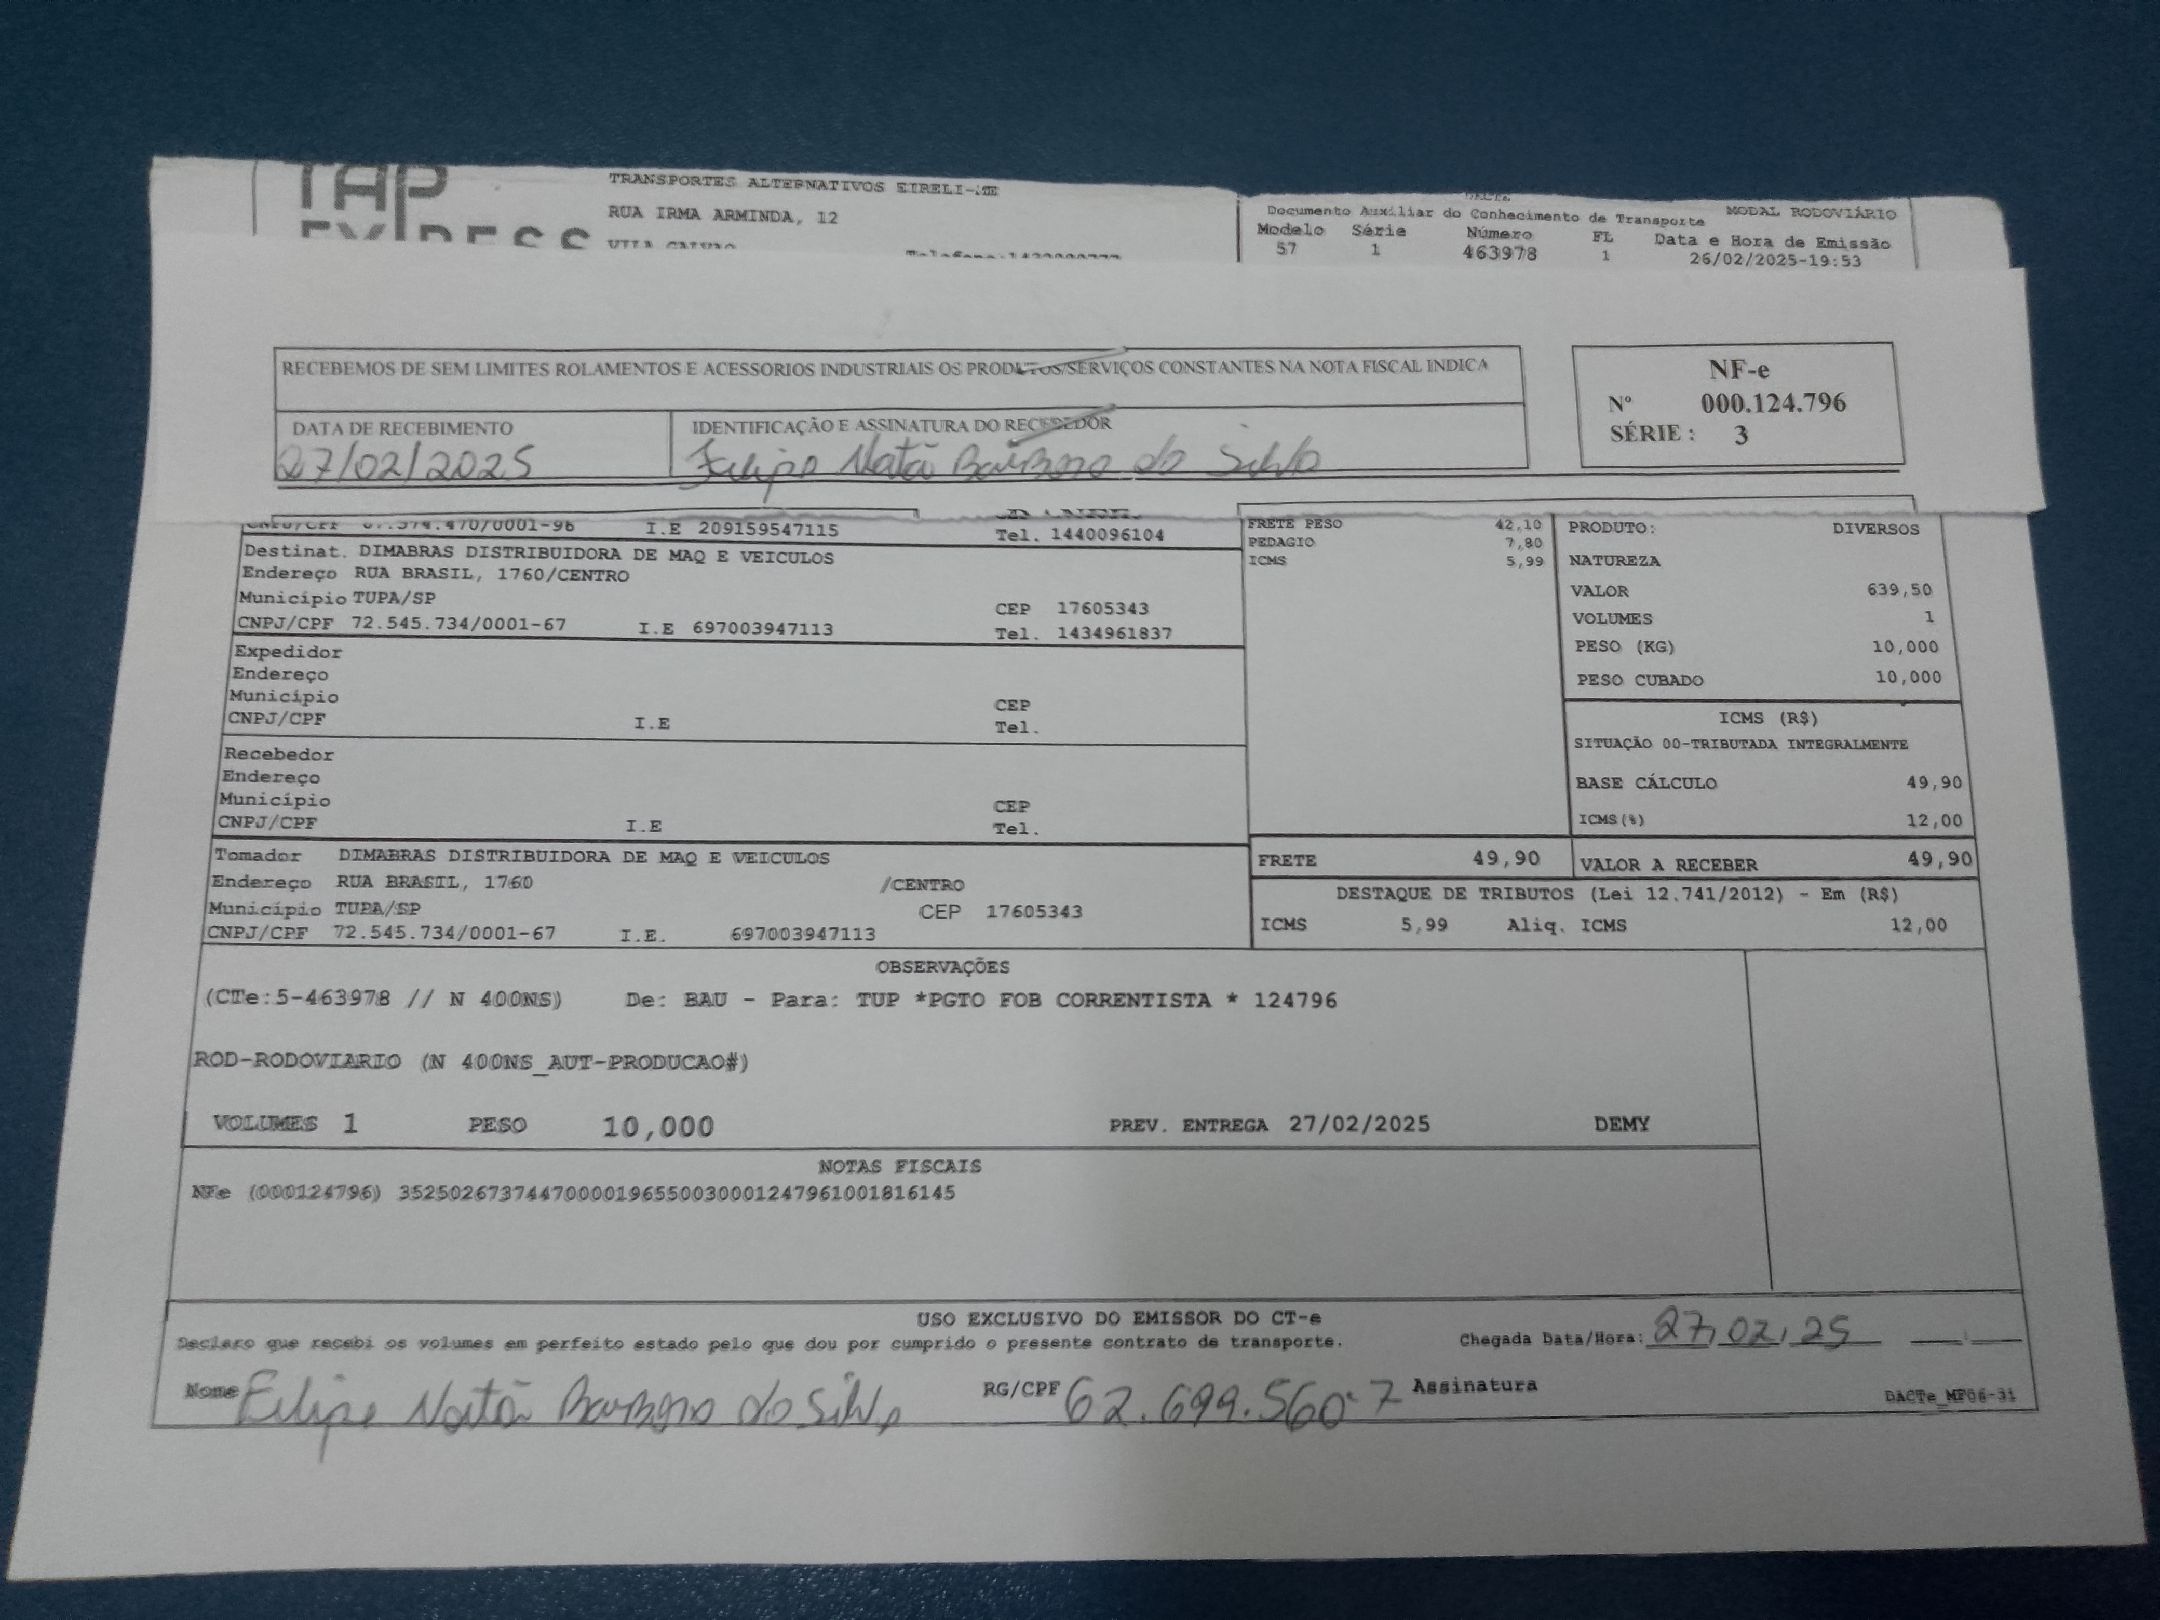 TAP
EXPRESS
TRANSPORTES ALTERNATIVOS EIRELI-ME
RUA IRMA ARMINDA, 12
Documento Auxiliar do Conhecimento de Transporte MODAL RODOVIÁRIO
Modelo Série Número FL Data e Hora de Emissão
57 1 463978 1 26/02/2025-19:53
RECEBEMOS DE SEM LIMITES ROLAMENTOS E ACESSORIOS INDUSTRIAIS OS PRODUTOS/SERVIÇOS CONSTANTES NA NOTA FISCAL INDICA
DATA DE RECEBIMENTO
27/02/2025
IDENTIFICAÇÃO E ASSINATURA DO RECEBEDOR
Felipe Natã Barbosa da Silva
NF-e
Nº 000.124.796
SÉRIE : 3
CNPJ/CPF I.E 209159547115 Tel. 1440096104
Destinat. DIMABRAS DISTRIBUIDORA DE MAQ E VEICULOS
Endereço RUA BRASIL, 1760/CENTRO
Município TUPA/SP CEP 17605343
CNPJ/CPF 72.545.734/0001-67 I.E 697003947113 Tel. 1434961837
Expedidor
Endereço
Município CEP
CNPJ/CPF I.E Tel.
Recebedor
Endereço
Município CEP
CNPJ/CPF I.E Tel.
Tomador DIMABRAS DISTRIBUIDORA DE MAQ E VEICULOS
Endereço RUA BRASIL, 1760 /CENTRO
Município TUPA/SP CEP 17605343
CNPJ/CPF 72.545.734/0001-67 I.E. 697003947113
FRETE PESO 42,10
PEDAGIO 7,80
ICMS 5,99
PRODUTO: DIVERSOS
NATUREZA
VALOR 639,50
VOLUMES 1
PESO (KG) 10,000
PESO CUBADO 10,000
ICMS (R$)
SITUAÇÃO 00-TRIBUTADA INTEGRALMENTE
BASE CÁLCULO 49,90
ICMS(%) 12,00
FRETE 49,90 VALOR A RECEBER 49,90
DESTAQUE DE TRIBUTOS (Lei 12.741/2012) - Em (R$)
ICMS 5,99 Aliq. ICMS 12,00
OBSERVAÇÕES
(CTe:5-463978 // N 400NS) De: BAU - Para: TUP *PGTO FOB CORRENTISTA * 124796
ROD-RODOVIARIO (N 400NS_AUT-PRODUCAO#)
VOLUMES 1 PESO 10,000 PREV. ENTREGA 27/02/2025 DEMY
NOTAS FISCAIS
NFe (000124796) 35250267374470000196550030001247961001816145
USO EXCLUSIVO DO EMISSOR DO CT-e
Declaro que recebi os volumes em perfeito estado pelo que dou por cumprido o presente contrato de transporte. Chegada Data/Hora: 27/02/25
Nome Felipe Natã Barbosa da Silva RG/CPF 62.699.560-7 Assinatura DACTe_MF06-31